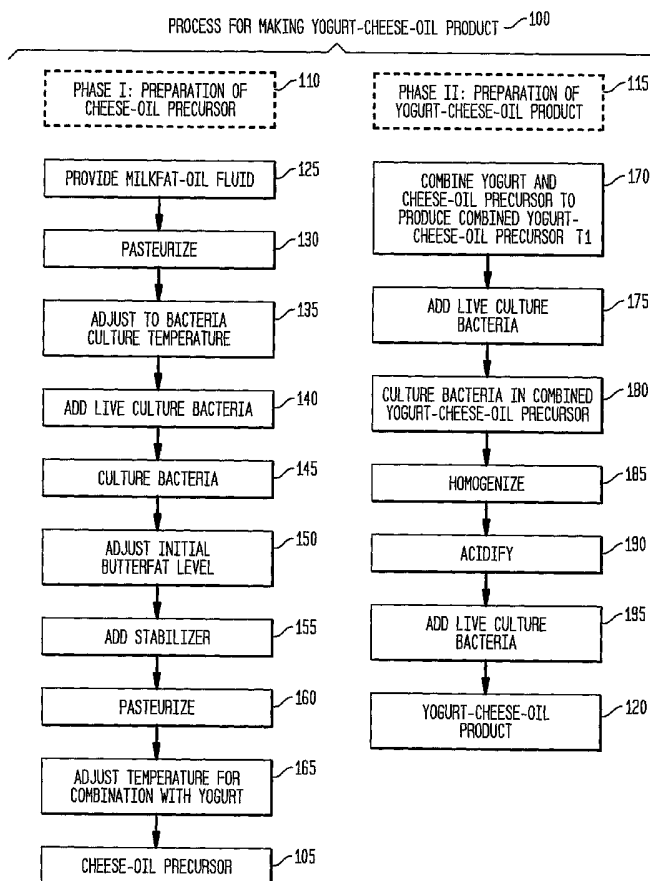 PROCESS FOR MAKING YOGURT-CHEESE-OIL PRODUCT 100
PHASE I: PREPARATION OF
CHEESE-OIL PRECURSOR
110
PROVIDE MILKFAT-OIL FLUID
125
PASTEURIZE
130
ADJUST TO BACTERIA
CULTURE TEMPERATURE
135
ADD LIVE CULTURE BACTERIA
140
CULTURE BACTERIA
145
ADJUST INITIAL
BUTTERFAT LEVEL
150
ADD STABILIZER
155
PASTEURIZE
160
ADJUST TEMPERATURE FOR
COMBINATION WITH YOGURT
165
CHEESE-OIL PRECURSOR
105
PHASE II: PREPARATION OF
YOGURT-CHEESE-OIL PRODUCT
115
COMBINE YOGURT AND
CHEESE-OIL PRECURSOR TO
PRODUCE COMBINED YOGURT-
CHEESE-OIL PRECURSOR T1
170
ADD LIVE CULTURE
BACTERIA
175
CULTURE BACTERIA IN COMBINED
YOGURT-CHEESE-OIL PRECURSOR
180
HOMOGENIZE
185
ACIDIFY
190
ADD LIVE CULTURE
BACTERIA
195
YOGURT-CHEESE-OIL
PRODUCT
120